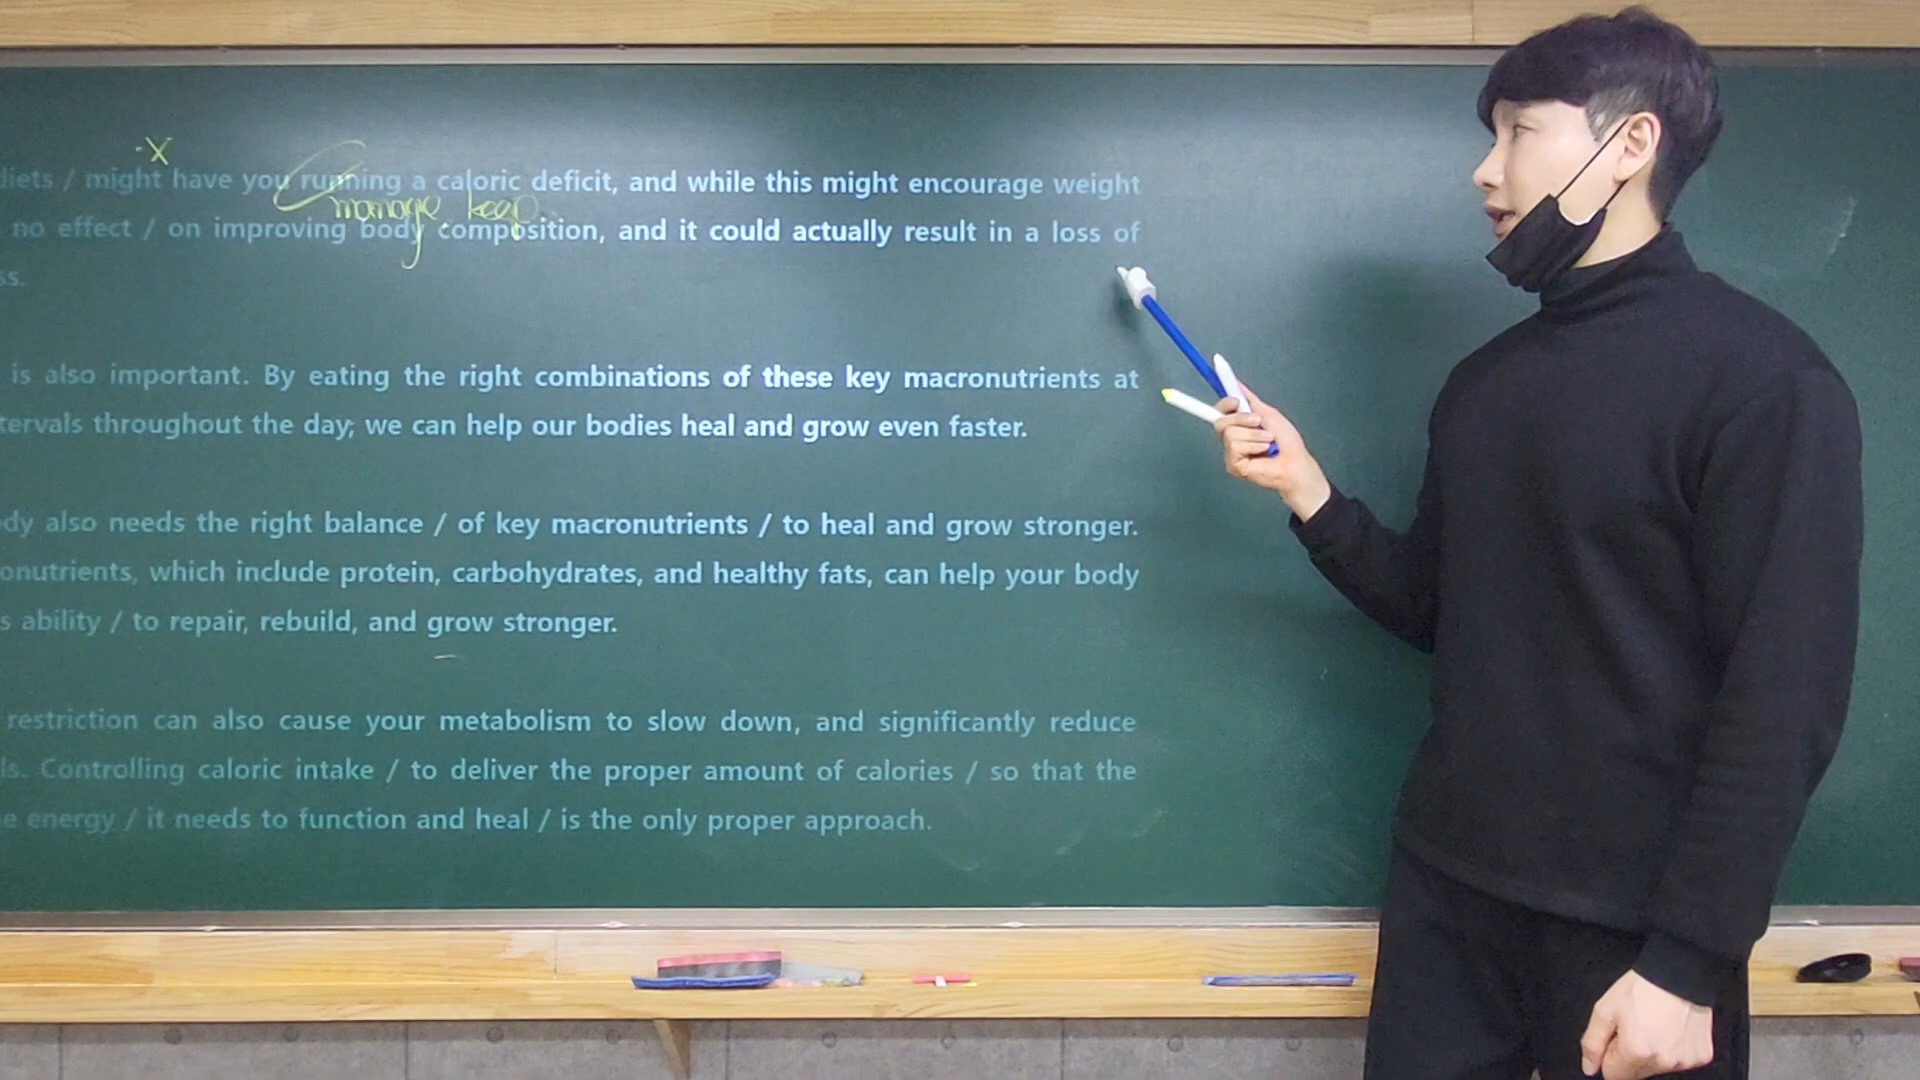 X
diets / might have you running a caloric deficit, and while this might encourage weight
manage keep
no effect / on improving body composition, and it could actually result in a loss of
ss.
is also important. By eating the right combinations of these key macronutrients at
tervals throughout the day, we can help our bodies heal and grow even faster.
dy also needs the right balance / of key macronutrients / to heal and grow stronger.
onutrients, which include protein, carbohydrates, and healthy fats, can help your body
s ability / to repair, rebuild, and grow stronger.
restriction can also cause your metabolism to slow down, and significantly reduce
ls. Controlling caloric intake / to deliver the proper amount of calories / so that the
e energy / it needs to function and heal / is the only proper approach.